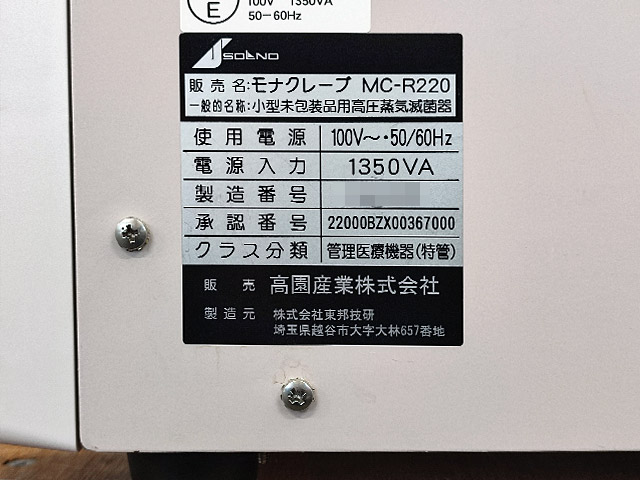 E
100V 1350VA
50-60Hz
SOLNO
販売名:モナクレーブ MC-R220
一般的名称:小型未包装品用高圧蒸気滅菌器
使用電源 100V〜・50/60Hz
電源入力 1350VA
製造番号
承認番号 22000BZX00367000
クラス分類 管理医療機器(特管)
販売 高園産業株式会社
製造元 株式会社東邦技研
埼玉県越谷市大字大林657番地